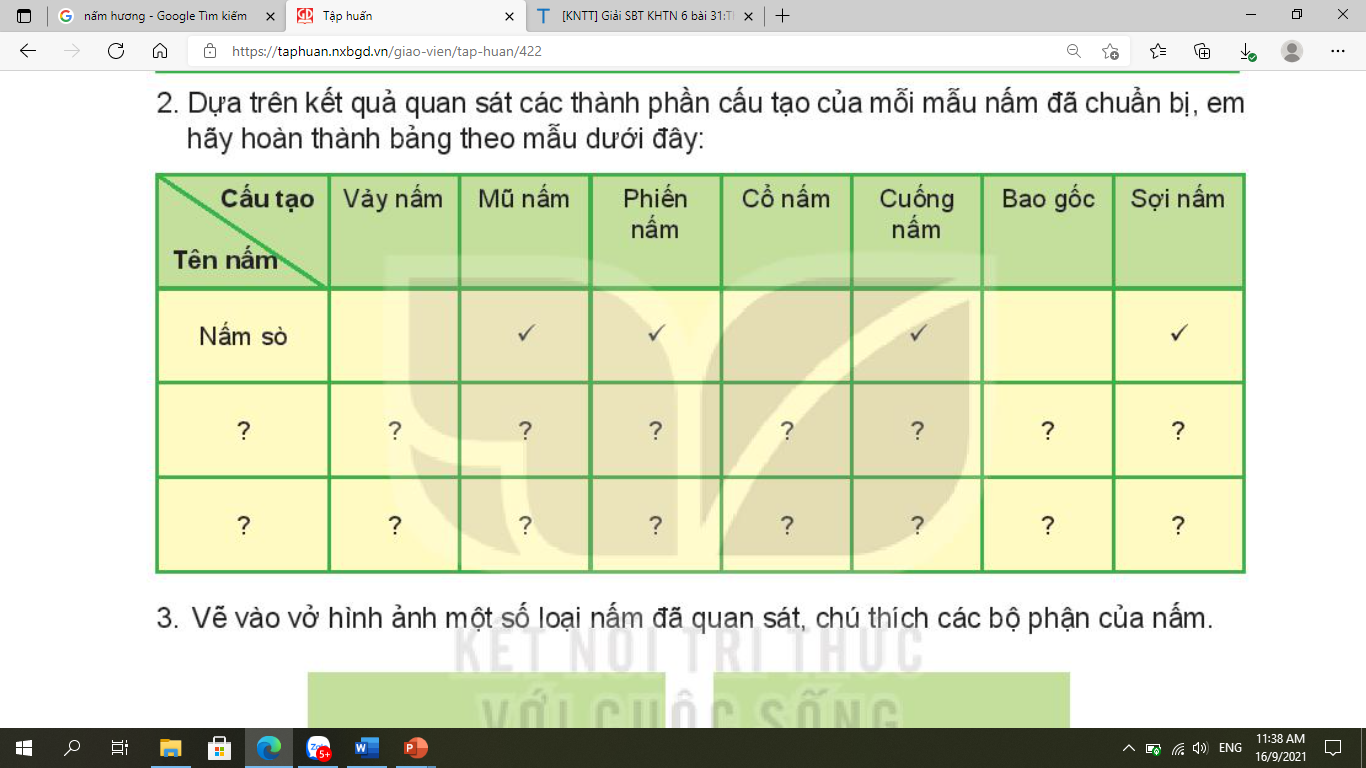 nấm hương - Google Tìm kiếm
Tập huấn
[KNTT] Giải SBT KHTN 6 bài 31:
https://taphuan.nxbgd.vn/giao-vien/tap-huan/422
2. Dựa trên kết quả quan sát các thành phần cấu tạo của mỗi mẫu nấm đã chuẩn bị, em
hãy hoàn thành bảng theo mẫu dưới đây:
Cấu tạo Vảy nấm Mũ nấm Phiến Cổ nấm Cuống Bao gốc Sợi nấm
nấm nấm
Tên nấm
Nấm sò ✓ ✓ ✓ ✓
? ? ? ? ? ? ? ?
? ? ? ? ? ? ? ?
3. Vẽ vào vở hình ảnh một số loại nấm đã quan sát, chú thích các bộ phận của nấm.
KẾT NỐI TRI THỨC
VỚI CUỘC SỐNG
5+
ENG
11:38 AM
16/9/2021